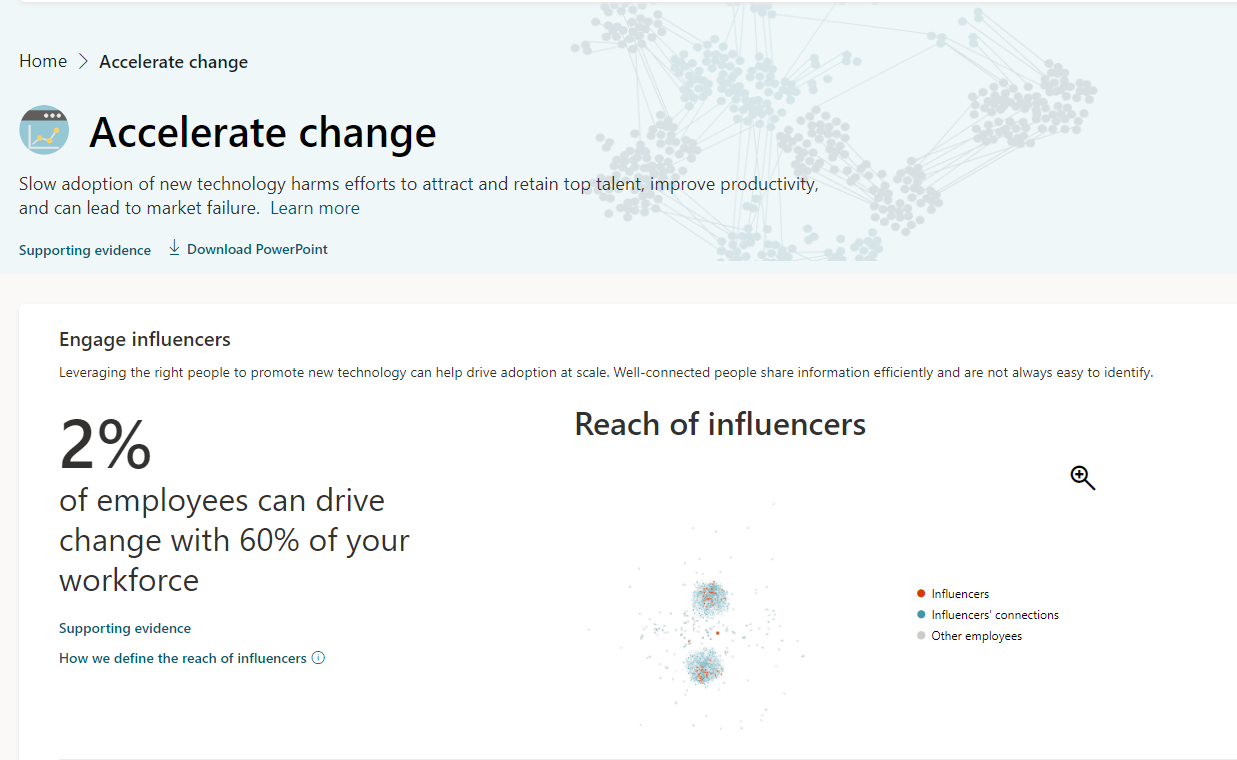 Home > Accelerate change
Accelerate change
Slow adoption of new technology harms efforts to attract and retain top talent, improve productivity,
and can lead to market failure. Learn more
Supporting evidence Download PowerPoint
Engage influencers
Leveraging the right people to promote new technology can help drive adoption at scale. Well-connected people share information efficiently and are not always easy to identify.
2%
of employees can drive
change with 60% of your
workforce
Supporting evidence
How we define the reach of influencers
Reach of influencers
Influencers
Influencers' connections
Other employees